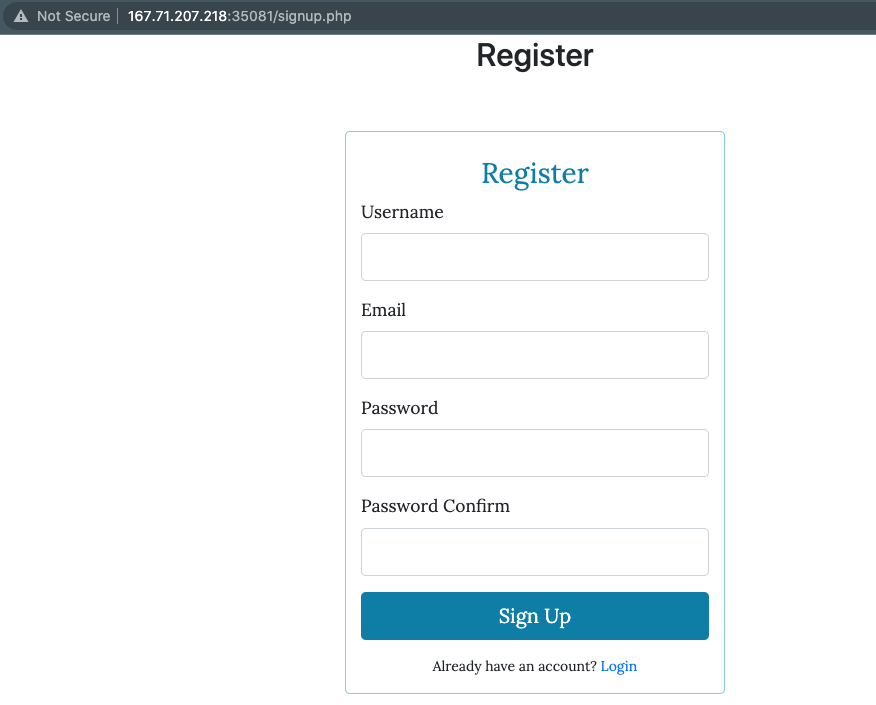 Not Secure | 167.71.207.218:35081/signup.php
Register
Register
Username
Email
Password
Password Confirm
Sign Up
Already have an account? Login